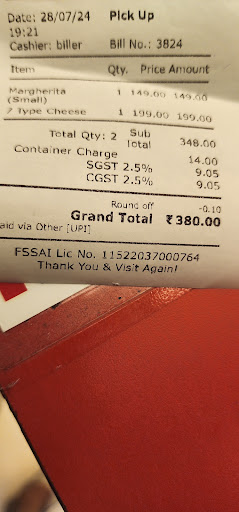 Date: 28/07/24 Pick Up
19:21
Cashier: biller Bill No.: 3824
Item Qty. Price Amount
Margherita 1 149.00 149.00
(Small)
7 Type Cheese 1 199.00 199.00
Total Qty: 2 Sub 348.00
Total
Container Charge 14.00
SGST 2.5% 9.05
CGST 2.5% 9.05
Round off -0.10
Grand Total ₹380.00
aid via Other [UPI]
FSSAI Lic No. 11522037000764
Thank You & Visit Again!